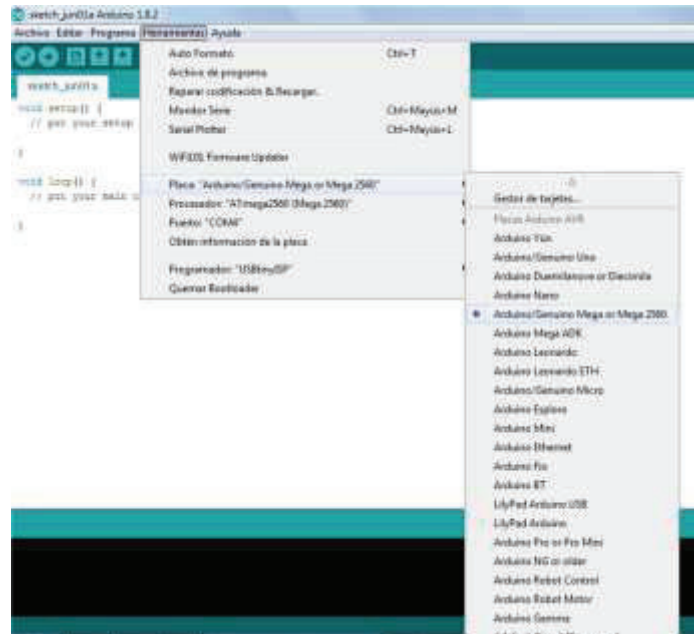 sketch_jun01a Arduino 1.8.2
Archivo Editar Programa Herramientas Ayuda
sketch_jun01a
void setup() {
// put your setup
}
void loop() {
// put your main
}
Auto Formato Ctrl+T
Archivo de programa.
Reparar codificación & Recargar.
Monitor Serie Ctrl+Mayús+M
Serial Plotter Ctrl+Mayús+L
WiFi101 Firmware Updater
Placa: "Arduino/Genuino Mega or Mega 2560"
Procesador: "ATmega2560 (Mega 2560)"
Puerto:
Obtén información de la placa
Programador: "USBtinyISP"
Quemar Bootloader
Gestor de tarjetas...
Placas Arduino AVR
Arduino Yún
Arduino/Genuino Uno
Arduino Duemilanove or Diecimila
Arduino Nano
Arduino/Genuino Mega or Mega 2560
Arduino Mega ADK
Arduino Leonardo
Arduino Leonardo ETH
Arduino/Genuino Micro
Arduino Esplora
Arduino Mini
Arduino Ethernet
Arduino Fio
Arduino BT
LilyPad Arduino USB
LilyPad Arduino
Arduino Pro or Pro Mini
Arduino NG or older
Arduino Robot Control
Arduino Robot Motor
Arduino Gemma